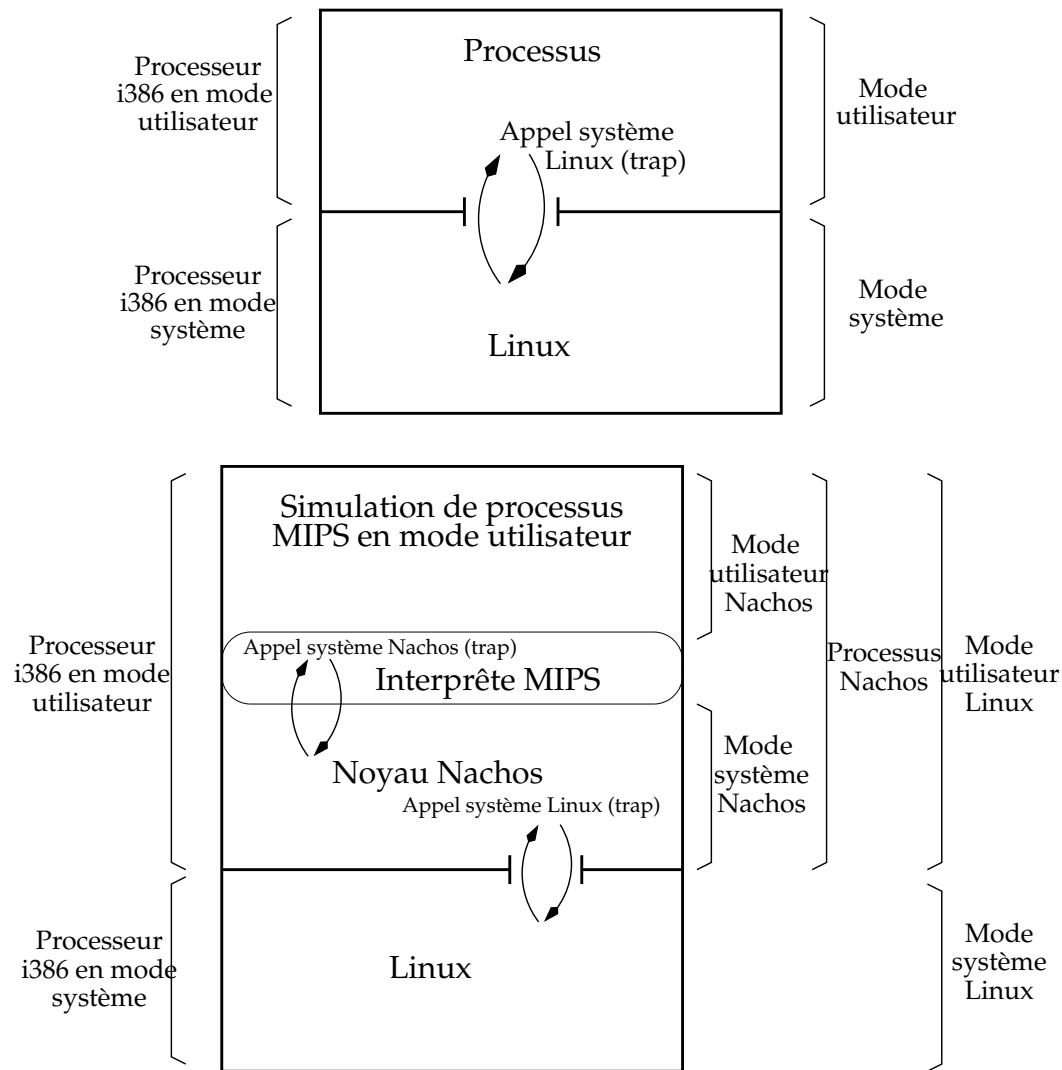 Processus
Processeur
i386 en mode
utilisateur
Mode
utilisateur
Appel système
Linux (trap)
Processeur
i386 en mode
système
Mode
système
Linux
Simulation de processus
MIPS en mode utilisateur
Mode
utilisateur
Nachos
Processeur
i386 en mode
utilisateur
Appel système Nachos (trap)
Interprête MIPS
Processus
Nachos
Mode
utilisateur
Linux
Noyau Nachos
Mode
système
Nachos
Appel système Linux (trap)
Processeur
i386 en mode
système
Linux
Mode
système
Linux